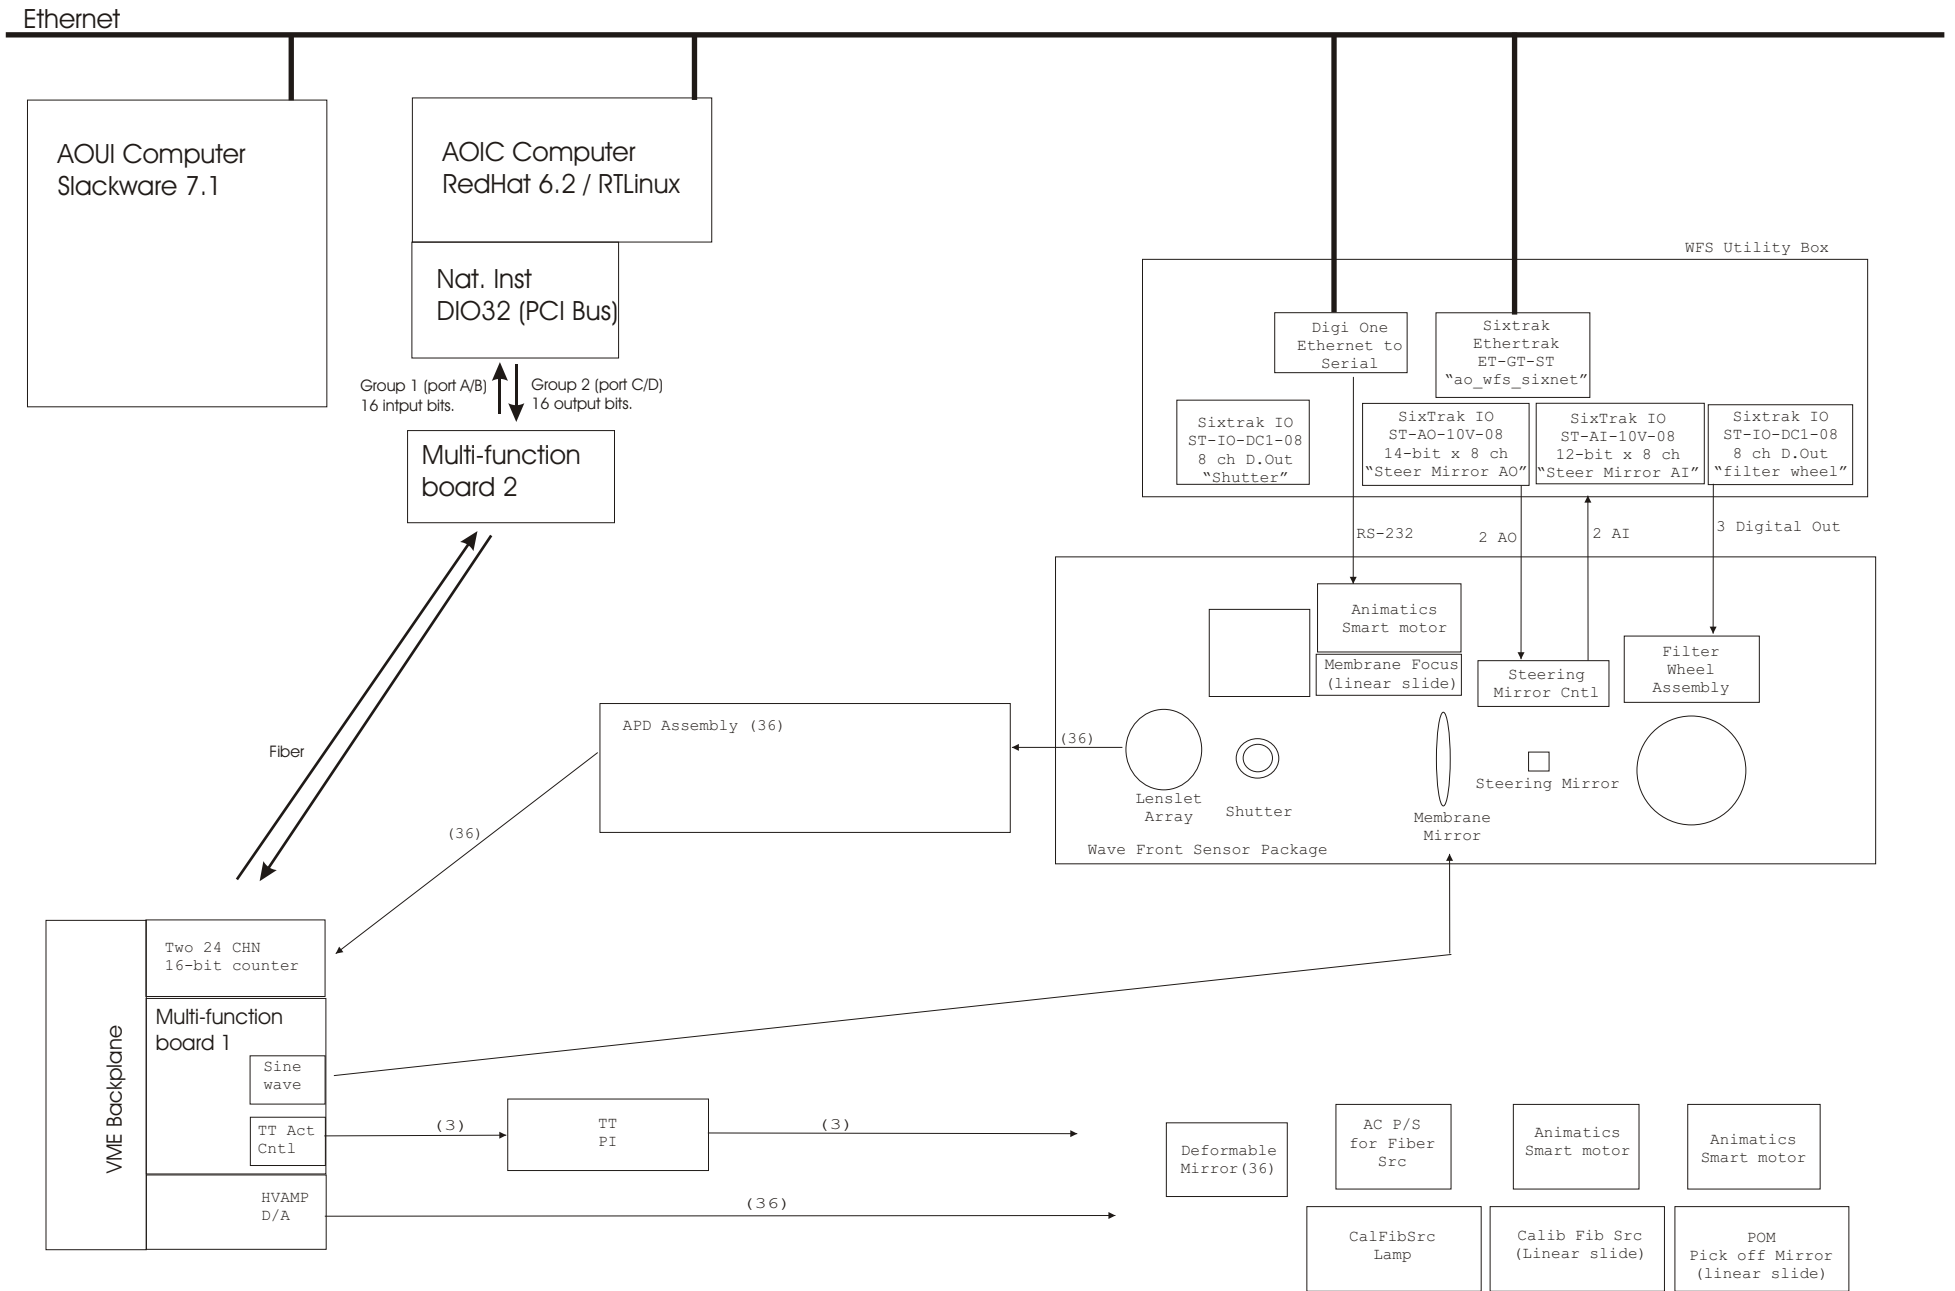 Ethernet
AOUI Computer
Slackware 7.1
AOIC Computer
RedHat 6.2 / RTLinux
Nat. Inst
DIO32 (PCI Bus)
Group 1 (port A/B)
16 intput bits.
Group 2 (port C/D)
16 output bits.
Multi-function
board 2
Fiber
WFS Utility Box
Digi One
Ethernet to
Serial
Sixtrak
Ethertrak
ET-GT-ST
“ao_wfs_sixnet”
Sixtrak IO
ST-IO-DC1-08
8 ch D.Out
“Shutter”
SixTrak IO
ST-AO-10V-08
14-bit x 8 ch
“Steer Mirror AO”
SixTrak IO
ST-AI-10V-08
12-bit x 8 ch
“Steer Mirror AI”
Sixtrak IO
ST-IO-DC1-08
8 ch D.Out
“filter wheel”
RS-232
2 AO
2 AI
3 Digital Out
Animatics
Smart motor
Membrane Focus
(linear slide)
Steering
Mirror Cntl
Filter
Wheel
Assembly
APD Assembly (36)
(36)
(36)
Lenslet
Array
Shutter
Membrane
Mirror
Steering Mirror
Wave Front Sensor Package
VME Backplane
Two 24 CHN
16-bit counter
Multi-function
board 1
Sine
wave
TT Act
Cntl
HVAMP
D/A
(3)
TT
PI
(3)
(36)
Deformable
Mirror(36)
AC P/S
for Fiber
Src
Animatics
Smart motor
Animatics
Smart motor
CalFibSrc
Lamp
Calib Fib Src
(Linear slide)
POM
Pick off Mirror
(linear slide)